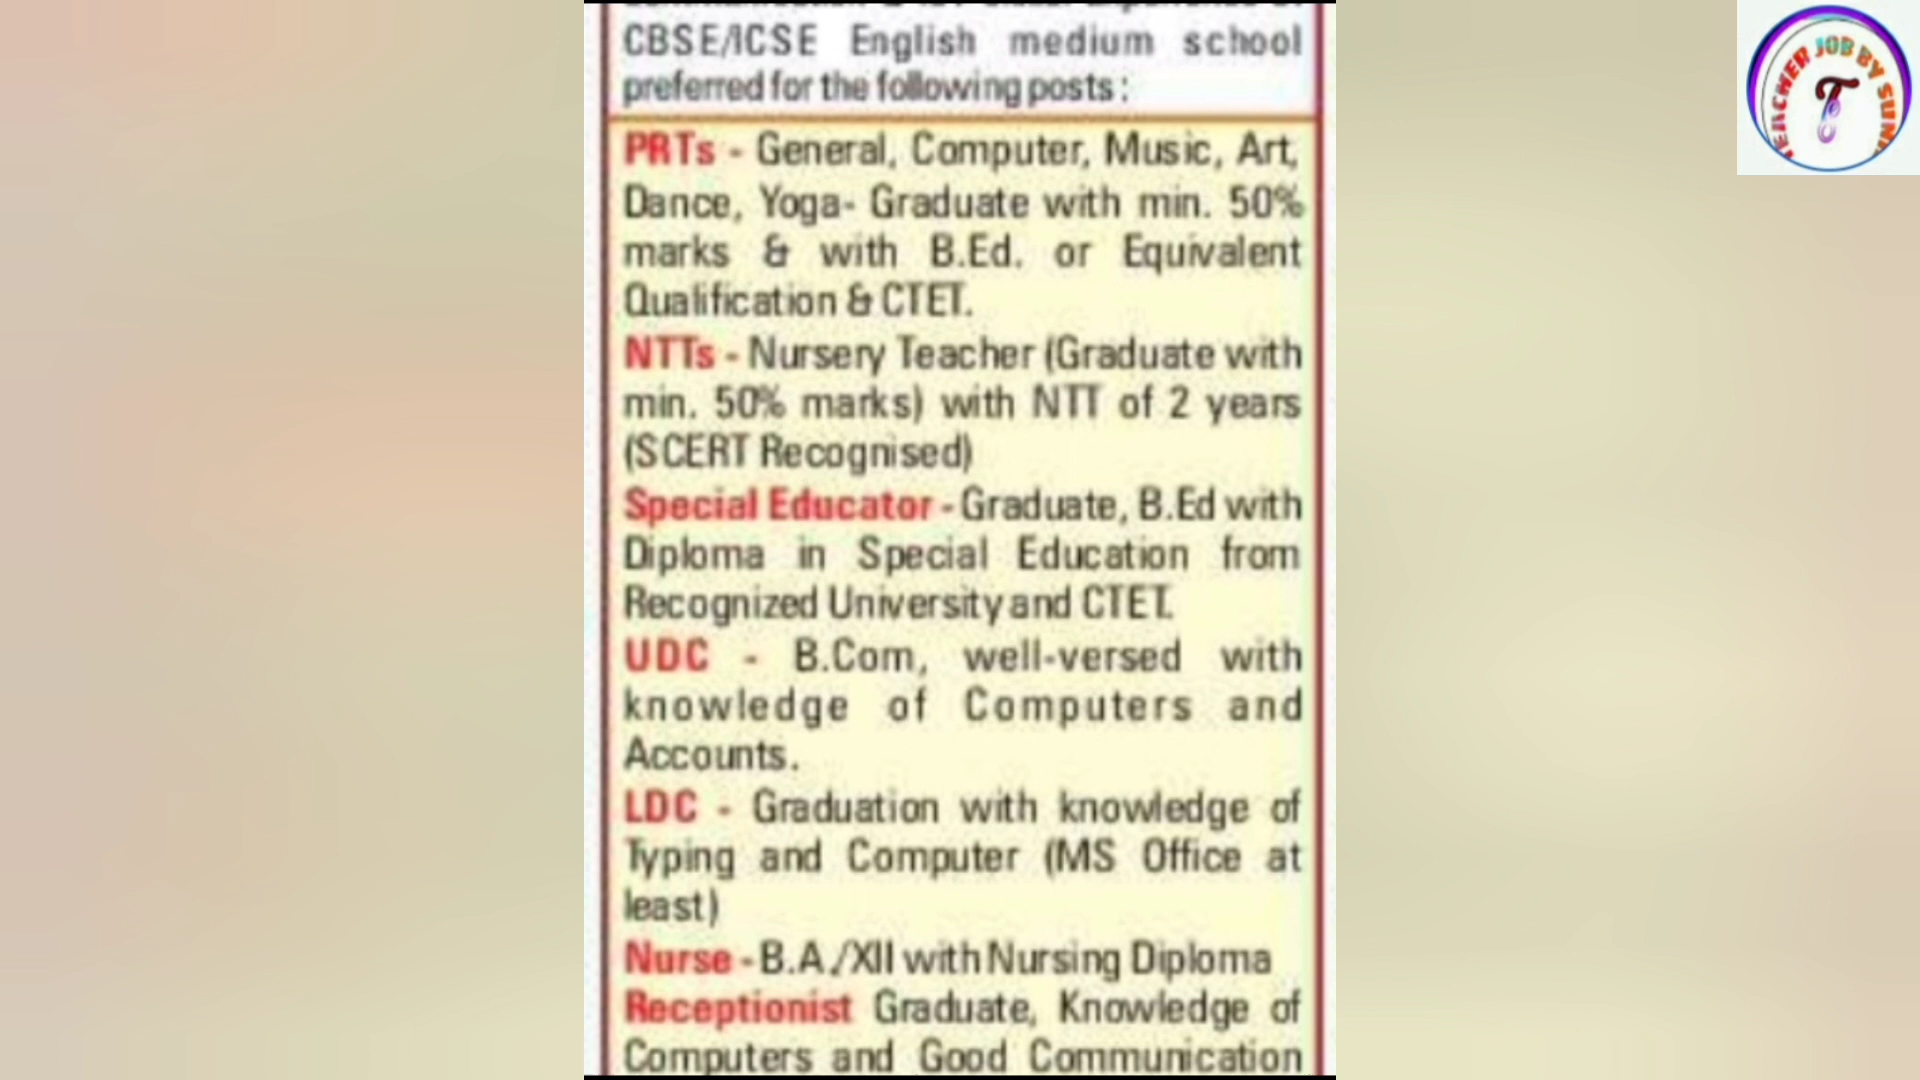 CBSE/ICSE English medium school
preferred for the following posts :
PRTs - General, Computer, Music, Art,
Dance, Yoga- Graduate with min. 50%
marks & with B.Ed. or Equivalent
Qualification & CTET.
NTTs - Nursery Teacher (Graduate with
min. 50% marks) with NTT of 2 years
(SCERT Recognised)
Special Educator - Graduate, B.Ed with
Diploma in Special Education from
Recognized University and CTET.
UDC - B.Com, well-versed with
knowledge of Computers and
Accounts.
LDC - Graduation with knowledge of
Typing and Computer (MS Office at
least)
Nurse - B.A./XII with Nursing Diploma
Receptionist Graduate, Knowledge of
Computers and Good Communication
TEACHER JOB BY SUN
T